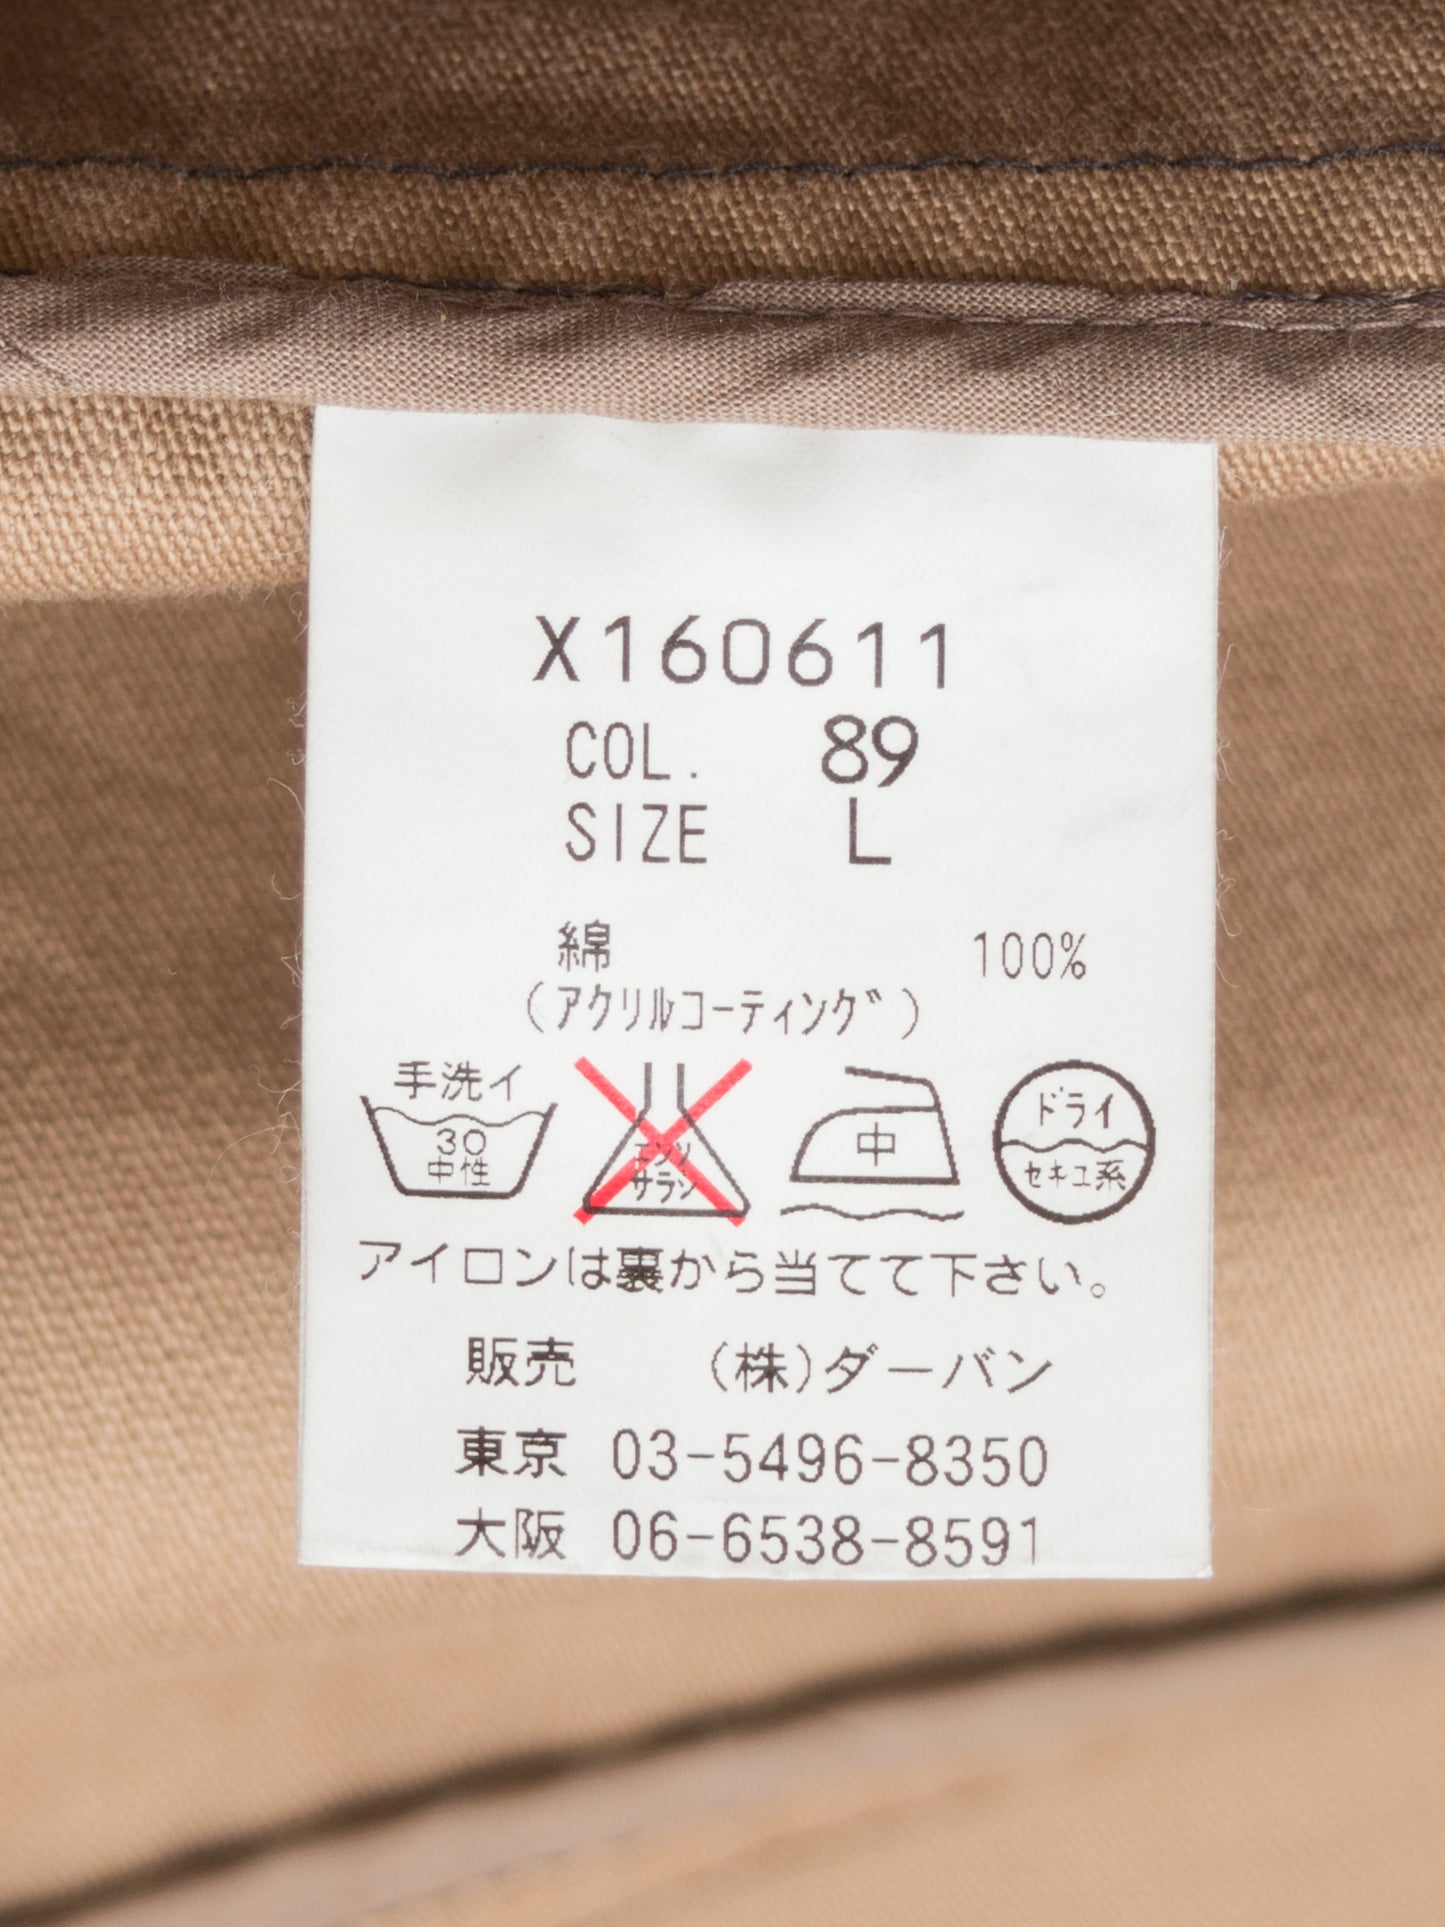 X160611
COL. 89
SIZE L
綿 100%
(アクリルコーティング)
手洗イ
30
中性
エンソ
サラシ
中
ドライ
セキユ系
アイロンは裏から当てて下さい。
販売 (株)ダーバン
東京 03-5496-8350
大阪 06-6538-8591